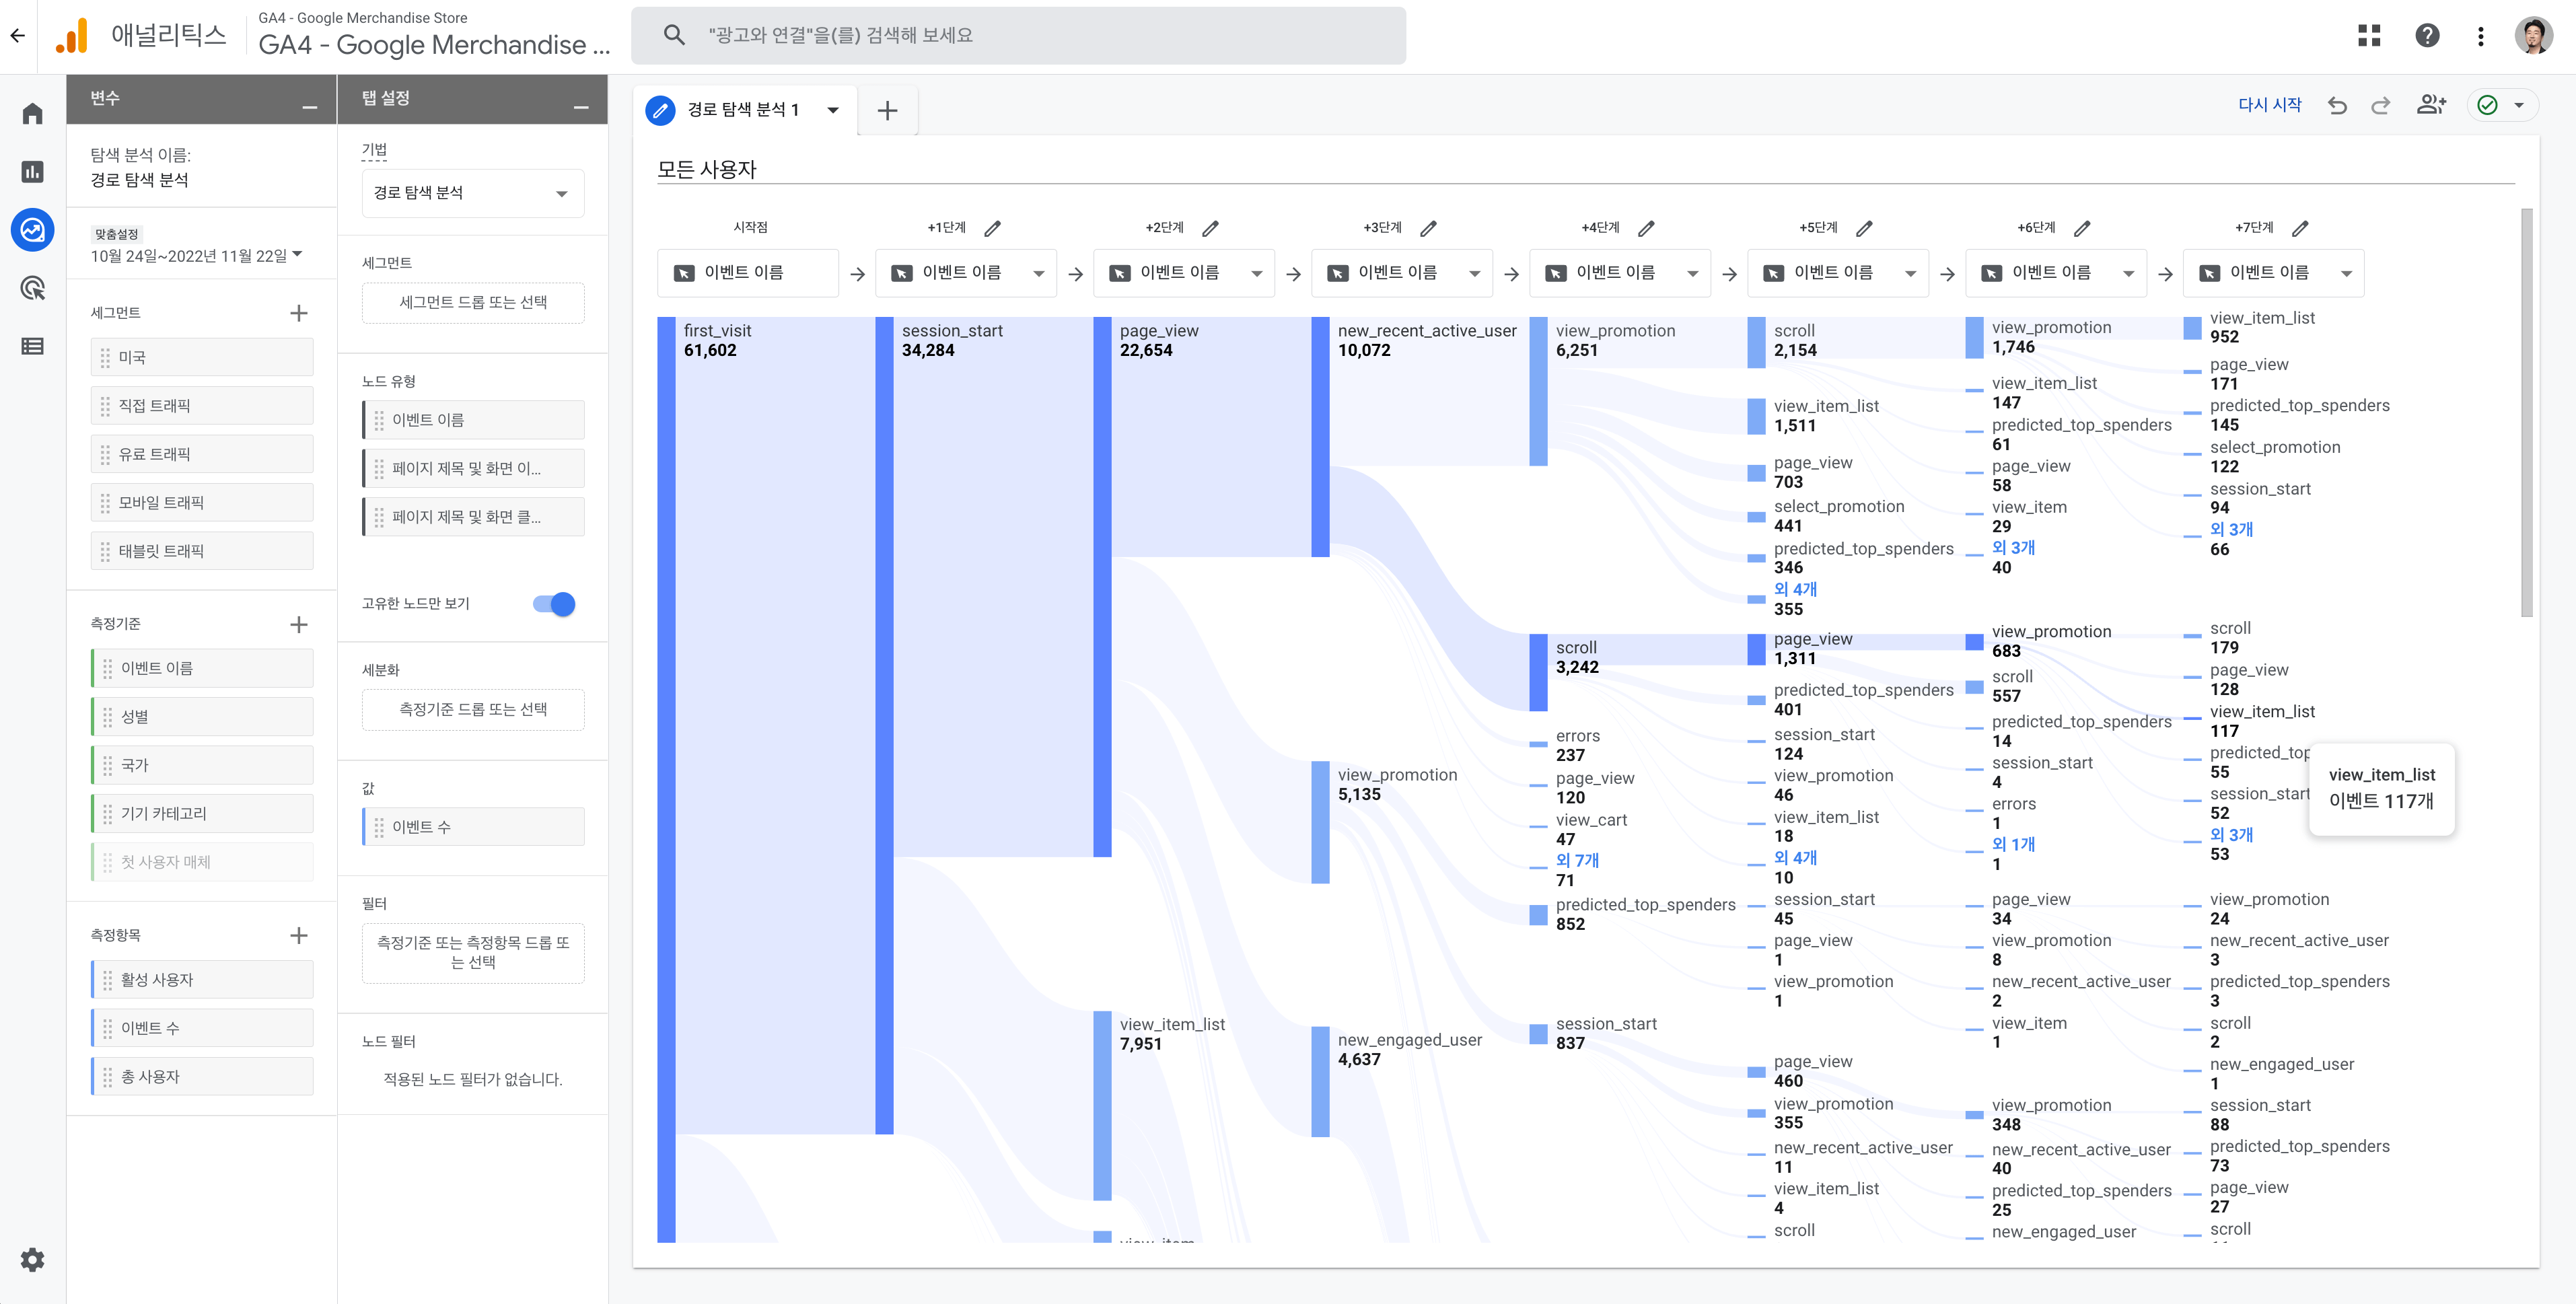 GA4 - Google Merchandise Store
애널리틱스
GA4 - Google Merchandise ...
"광고와 연결"을(를) 검색해 보세요
변수
탐색 분석 이름:
경로 탐색 분석
맞춤설정
10월 24일~2022년 11월 22일
세그먼트
미국
직접 트래픽
유료 트래픽
모바일 트래픽
태블릿 트래픽
측정기준
이벤트 이름
성별
국가
기기 카테고리
첫 사용자 매체
측정항목
활성 사용자
이벤트 수
총 사용자
탭 설정
기법
경로 탐색 분석
세그먼트
세그먼트 드롭 또는 선택
노드 유형
이벤트 이름
페이지 제목 및 화면 이...
페이지 제목 및 화면 클...
고유한 노드만 보기
세분화
측정기준 드롭 또는 선택
값
이벤트 수
필터
측정기준 또는 측정항목 드롭 또
는 선택
노드 필터
적용된 노드 필터가 없습니다.
경로 탐색 분석 1
다시 시작
모든 사용자
시작점
이벤트 이름
first_visit
61,602
+1단계
이벤트 이름
session_start
34,284
+2단계
이벤트 이름
page_view
22,654
view_item_list
7,951
view_item
+3단계
이벤트 이름
new_recent_active_user
10,072
view_promotion
5,135
new_engaged_user
4,637
+4단계
이벤트 이름
view_promotion
6,251
scroll
3,242
errors
237
page_view
120
view_cart
47
외 7개
71
predicted_top_spenders
852
session_start
837
+5단계
이벤트 이름
scroll
2,154
view_item_list
1,511
page_view
703
select_promotion
441
predicted_top_spenders
346
외 4개
355
page_view
1,311
predicted_top_spenders
401
session_start
124
view_promotion
46
view_item_list
18
외 4개
10
session_start
45
page_view
1
view_promotion
1
page_view
460
view_promotion
355
new_recent_active_user
11
view_item_list
4
scroll
+6단계
이벤트 이름
view_promotion
1,746
view_item_list
147
predicted_top_spenders
61
page_view
58
view_item
29
외 3개
40
view_promotion
683
scroll
557
predicted_top_spenders
14
session_start
4
errors
1
외 1개
1
page_view
34
view_promotion
8
new_recent_active_user
2
view_item
1
view_promotion
348
new_recent_active_user
40
predicted_top_spenders
25
new_engaged_user
+7단계
이벤트 이름
view_item_list
952
page_view
171
predicted_top_spenders
145
select_promotion
122
session_start
94
외 3개
66
scroll
179
page_view
128
view_item_list
117
predicted_top
55
session_start
52
외 3개
53
view_promotion
24
new_recent_active_user
3
predicted_top_spenders
3
scroll
2
new_engaged_user
1
session_start
88
predicted_top_spenders
73
page_view
27
scroll
view_item_list
이벤트 117개